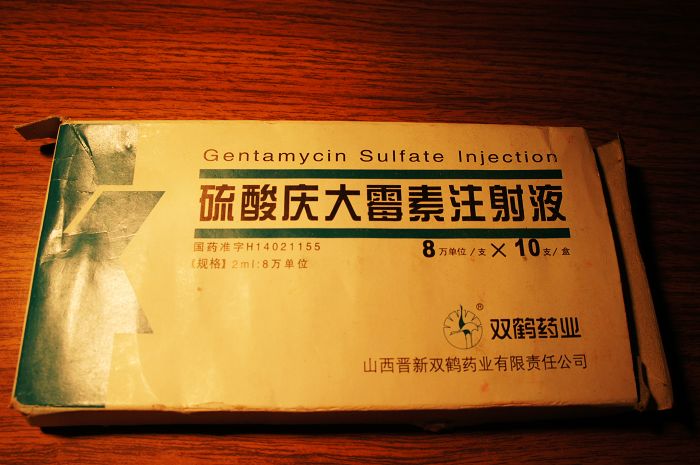 Gentamycin Sulfate Injection
硫酸庆大霉素注射液
国药准字H14021155
8万单位/支×10支/盒
【规格】2ml:8万单位
® 双鹤药业
山西晋新双鹤药业有限责任公司